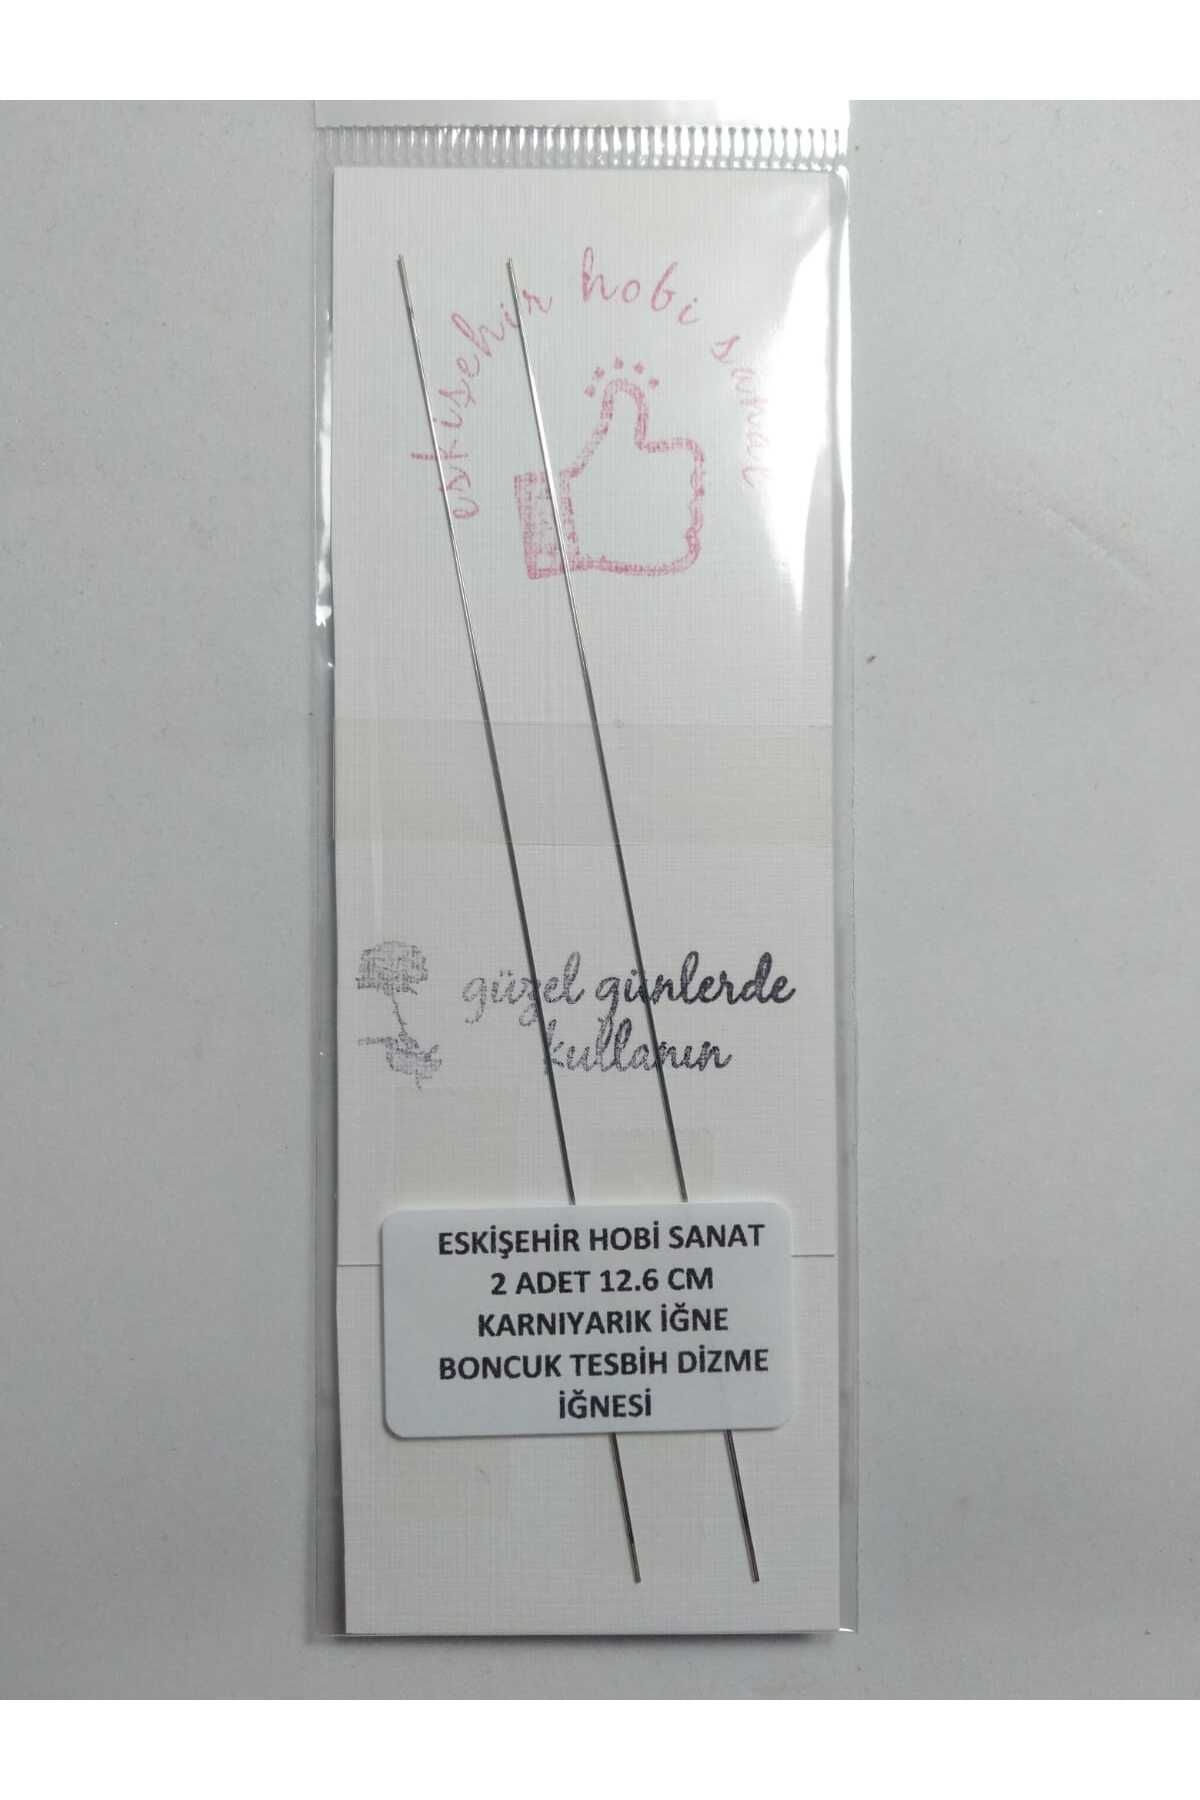 eskişehir hobi sanat
güzel günlerde
kullanın
ESKİŞEHİR HOBİ SANAT
2 ADET 12.6 CM
KARNIYARIK İĞNE
BONCUK TESBİH DİZME
İĞNESİ